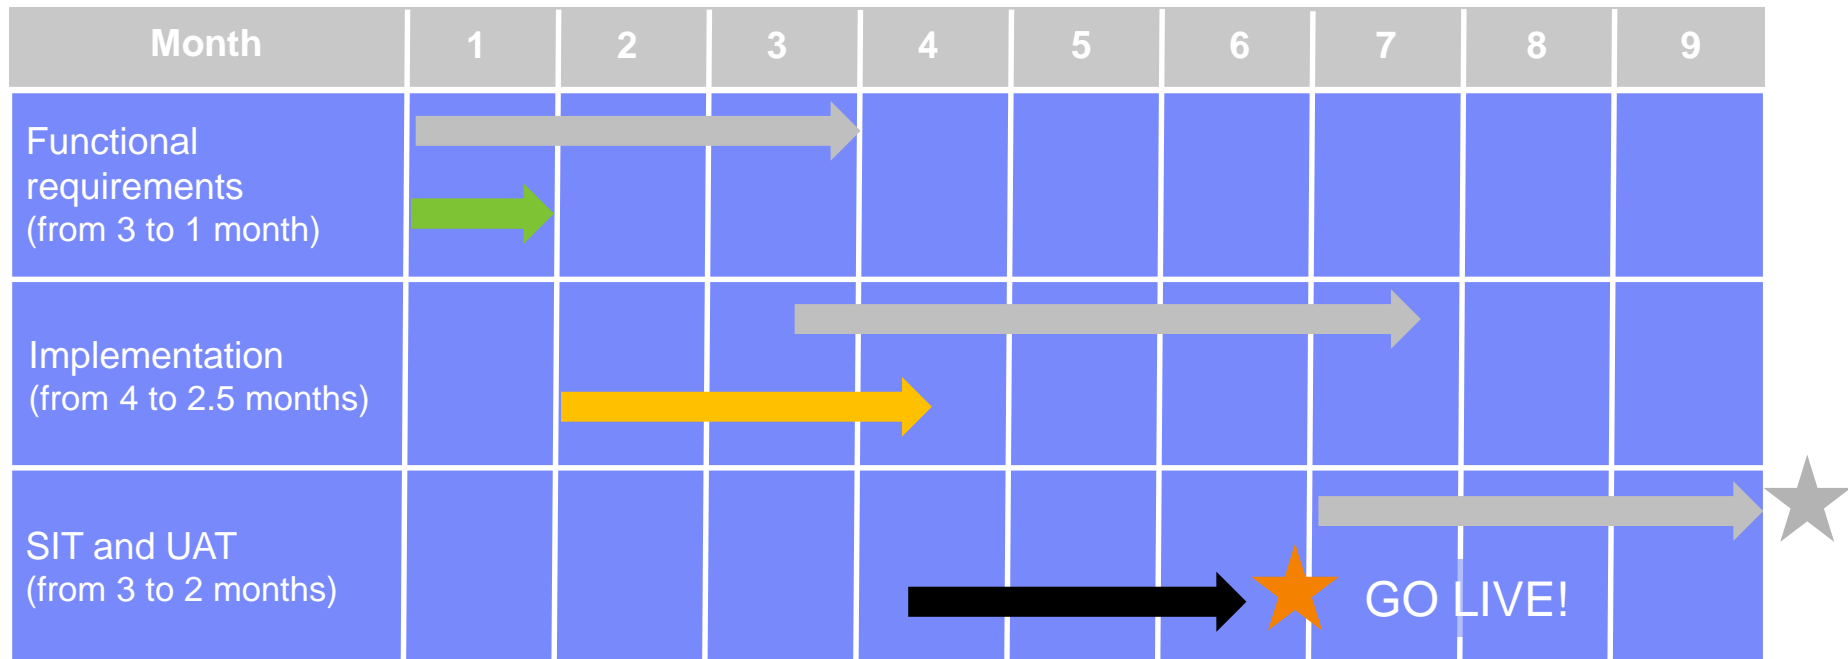 Month 1 2 3 4 5 6 7 8 9
Functional
requirements
(from 3 to 1 month)
Implementation
(from 4 to 2.5 months)
SIT and UAT
(from 3 to 2 months)
GO LIVE!